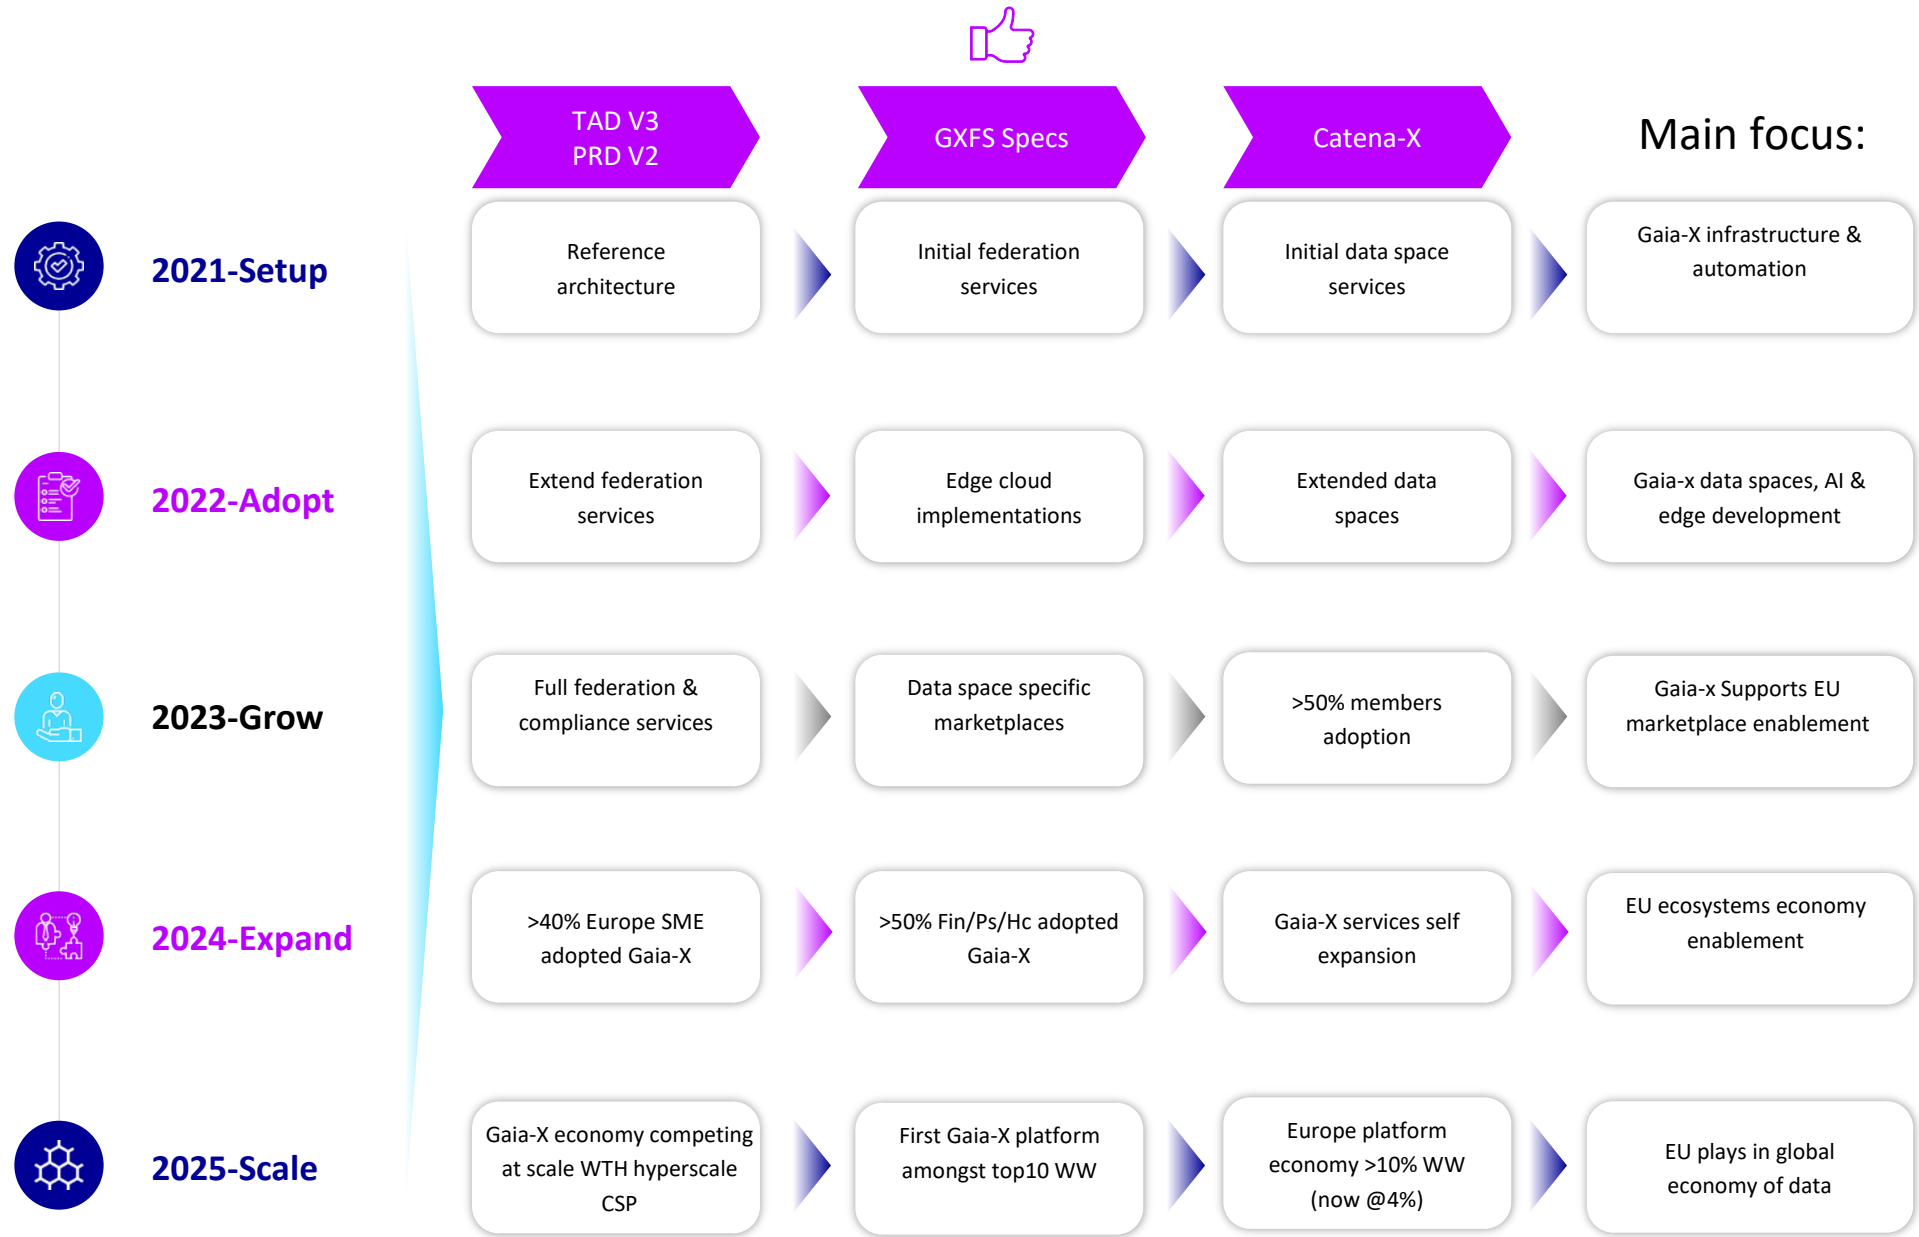 TAD V3
PRD V2
GXFS Specs
Catena-X
Main focus:
2021-Setup
Reference
architecture
Initial federation
services
Initial data space
services
Gaia-X infrastructure &
automation
2022-Adopt
Extend federation
services
Edge cloud
implementations
Extended data
spaces
Gaia-x data spaces, AI &
edge development
2023-Grow
Full federation &
compliance services
Data space specific
marketplaces
>50% members
adoption
Gaia-x Supports EU
marketplace enablement
2024-Expand
>40% Europe SME
adopted Gaia-X
>50% Fin/Ps/Hc adopted
Gaia-X
Gaia-X services self
expansion
EU ecosystems economy
enablement
2025-Scale
Gaia-X economy competing
at scale WTH hyperscale
CSP
First Gaia-X platform
amongst top10 WW
Europe platform
economy >10% WW
(now @4%)
EU plays in global
economy of data